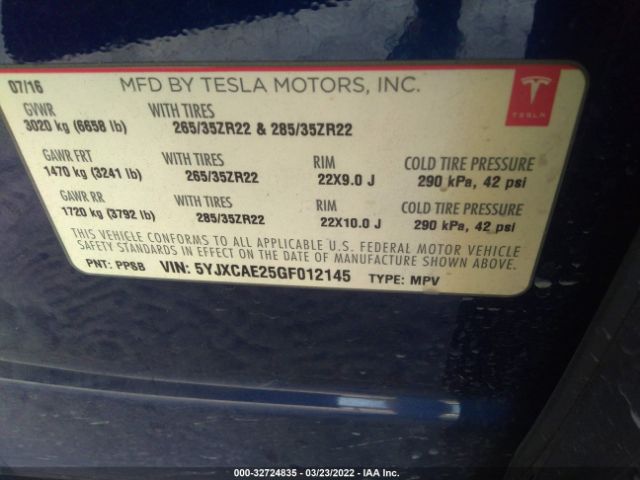 07/16 MFD BY TESLA MOTORS, INC.
GVWR WITH TIRES
3020 kg (6658 lb) 265/35ZR22 & 285/35ZR22
TESLA
GAWR FRT WITH TIRES RIM COLD TIRE PRESSURE
1470 kg (3241 lb) 265/35ZR22 22X9.0 J 290 kPa, 42 psi
GAWR RR WITH TIRES RIM COLD TIRE PRESSURE
1720 kg (3792 lb) 285/35ZR22 22X10.0 J 290 kPa, 42 psi
THIS VEHICLE CONFORMS TO ALL APPLICABLE U.S. FEDERAL MOTOR VEHICLE
SAFETY STANDARDS IN EFFECT ON THE DATE OF MANUFACTURE SHOWN
ABOVE.
PNT: PPSB VIN: 5YJXCAE25GF012145 TYPE: MPV
000-32724835 - 03/23/2022 - IAA Inc.